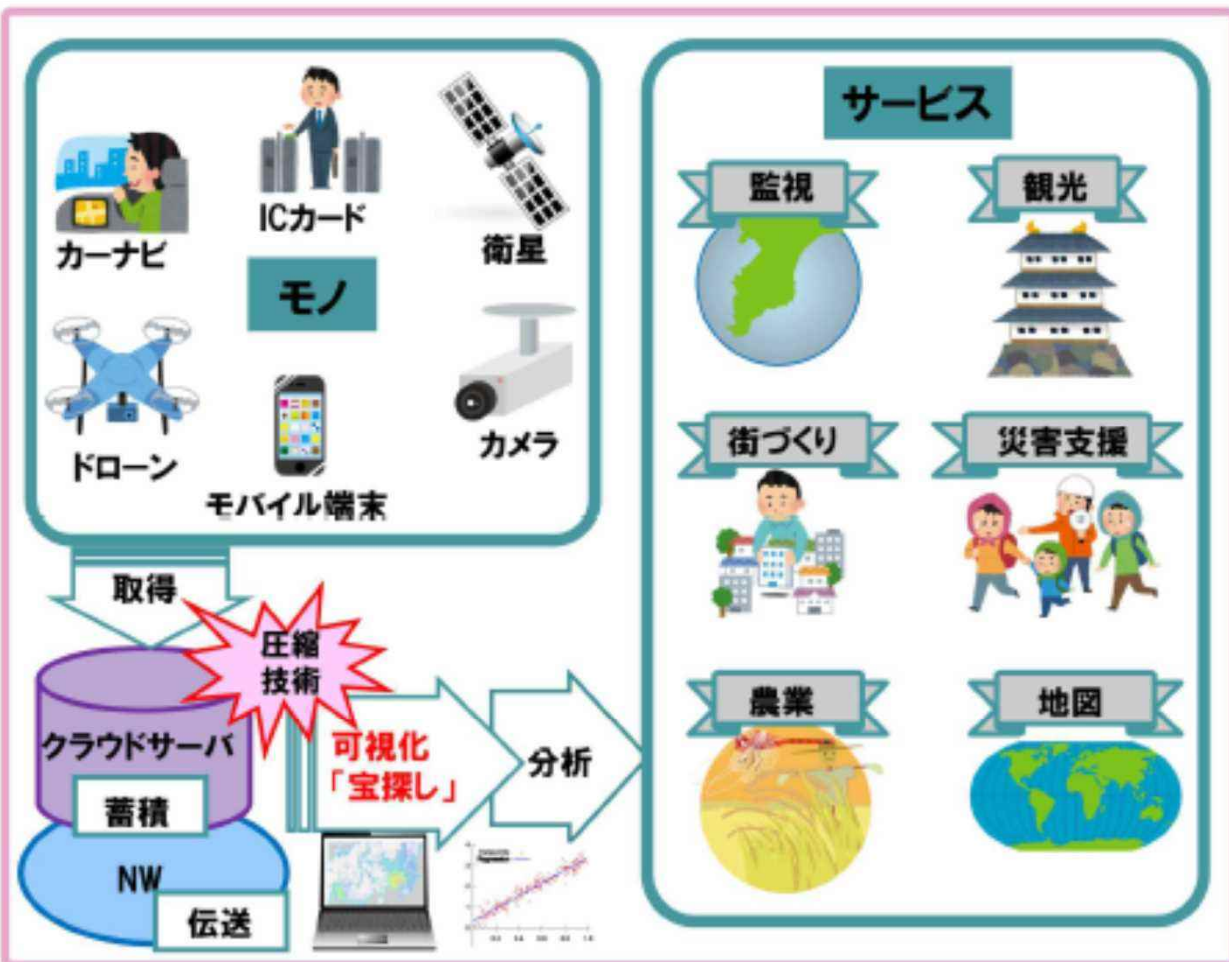 カーナビ
ICカード
衛星
モノ
ドローン
モバイル端末
カメラ
取得
圧縮
技術
クラウドサーバ
蓄積
NW
伝送
可視化
「宝探し」
分析
サービス
監視
観光
街づくり
災害支援
農業
地図